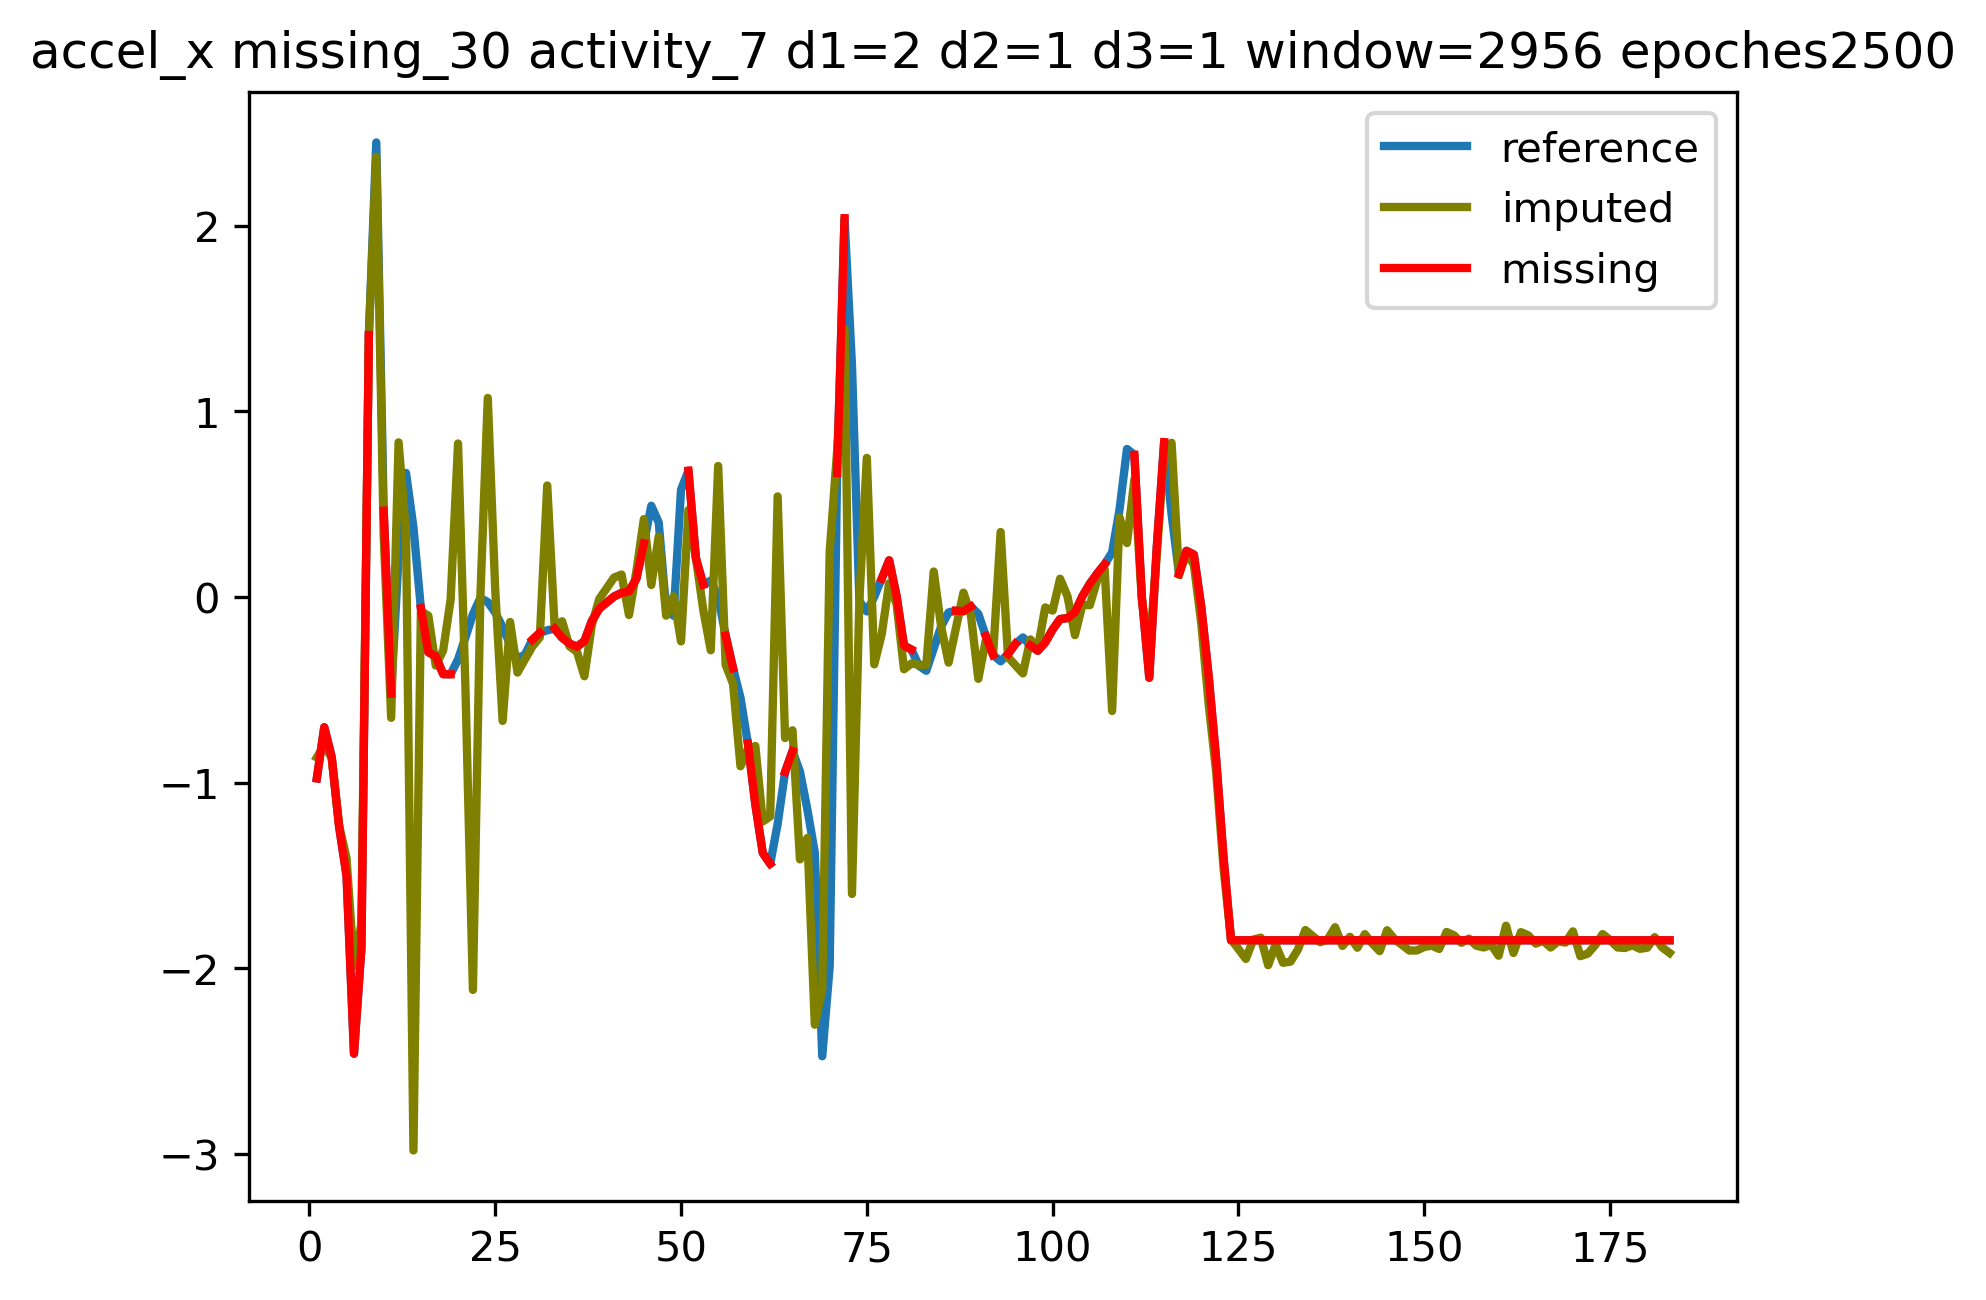 accel_x missing_30 activity_7 d1=2 d2=1 d3=1 window=2956 epoches2500
reference
imputed
missing
2
1
0
−1
−2
−3
0 25 50 75 100 125 150 175